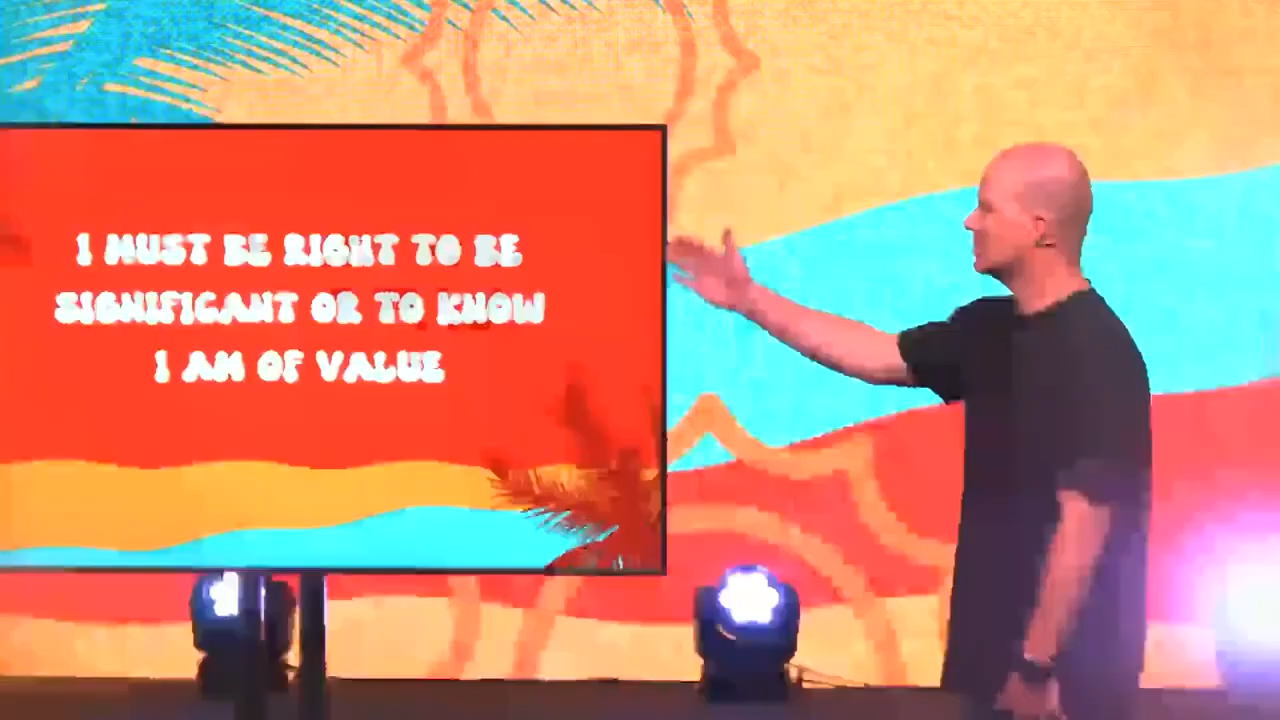 I MUST BE RIGHT TO BE
SIGNIFICANT OR TO KNOW
I AM OF VALUE